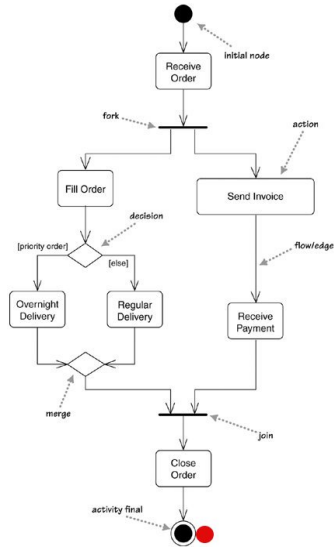 initial node
Receive
Order
fork
action
Fill Order
Send Invoice
decision
[priority order]
[else]
flow/edge
Overnight
Delivery
Regular
Delivery
Receive
Payment
merge
join
Close
Order
activity final